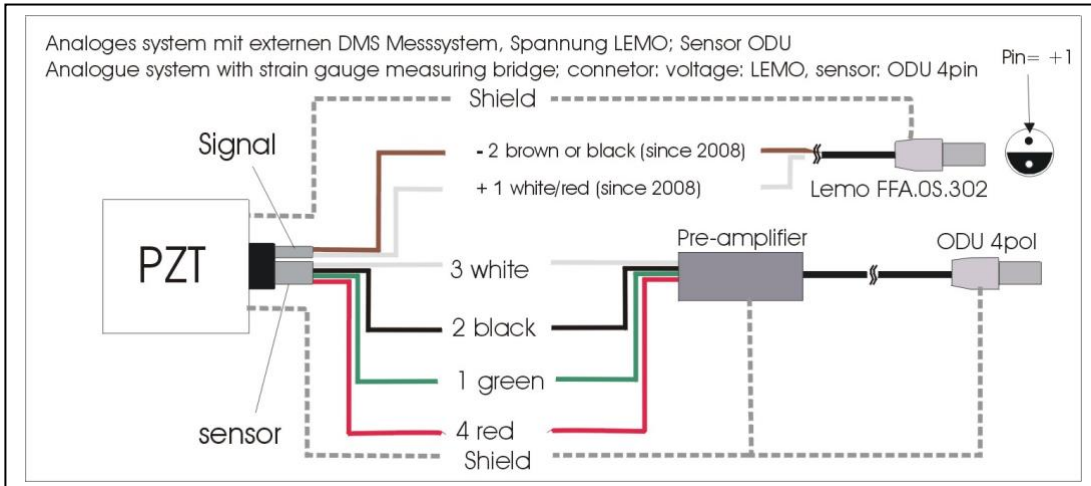 Analoges system mit externen DMS Messsystem, Spannung LEMO; Sensor ODU
Analogue system with strain gauge measuring bridge; connetor: voltage: LEMO, sensor: ODU 4pin
Pin= +1
Shield
Signal
- 2 brown or black (since 2008)
+ 1 white/red (since 2008)
Lemo FFA.0S.302
PZT
Pre-amplifier
ODU 4pol
3 white
2 black
1 green
4 red
sensor
Shield